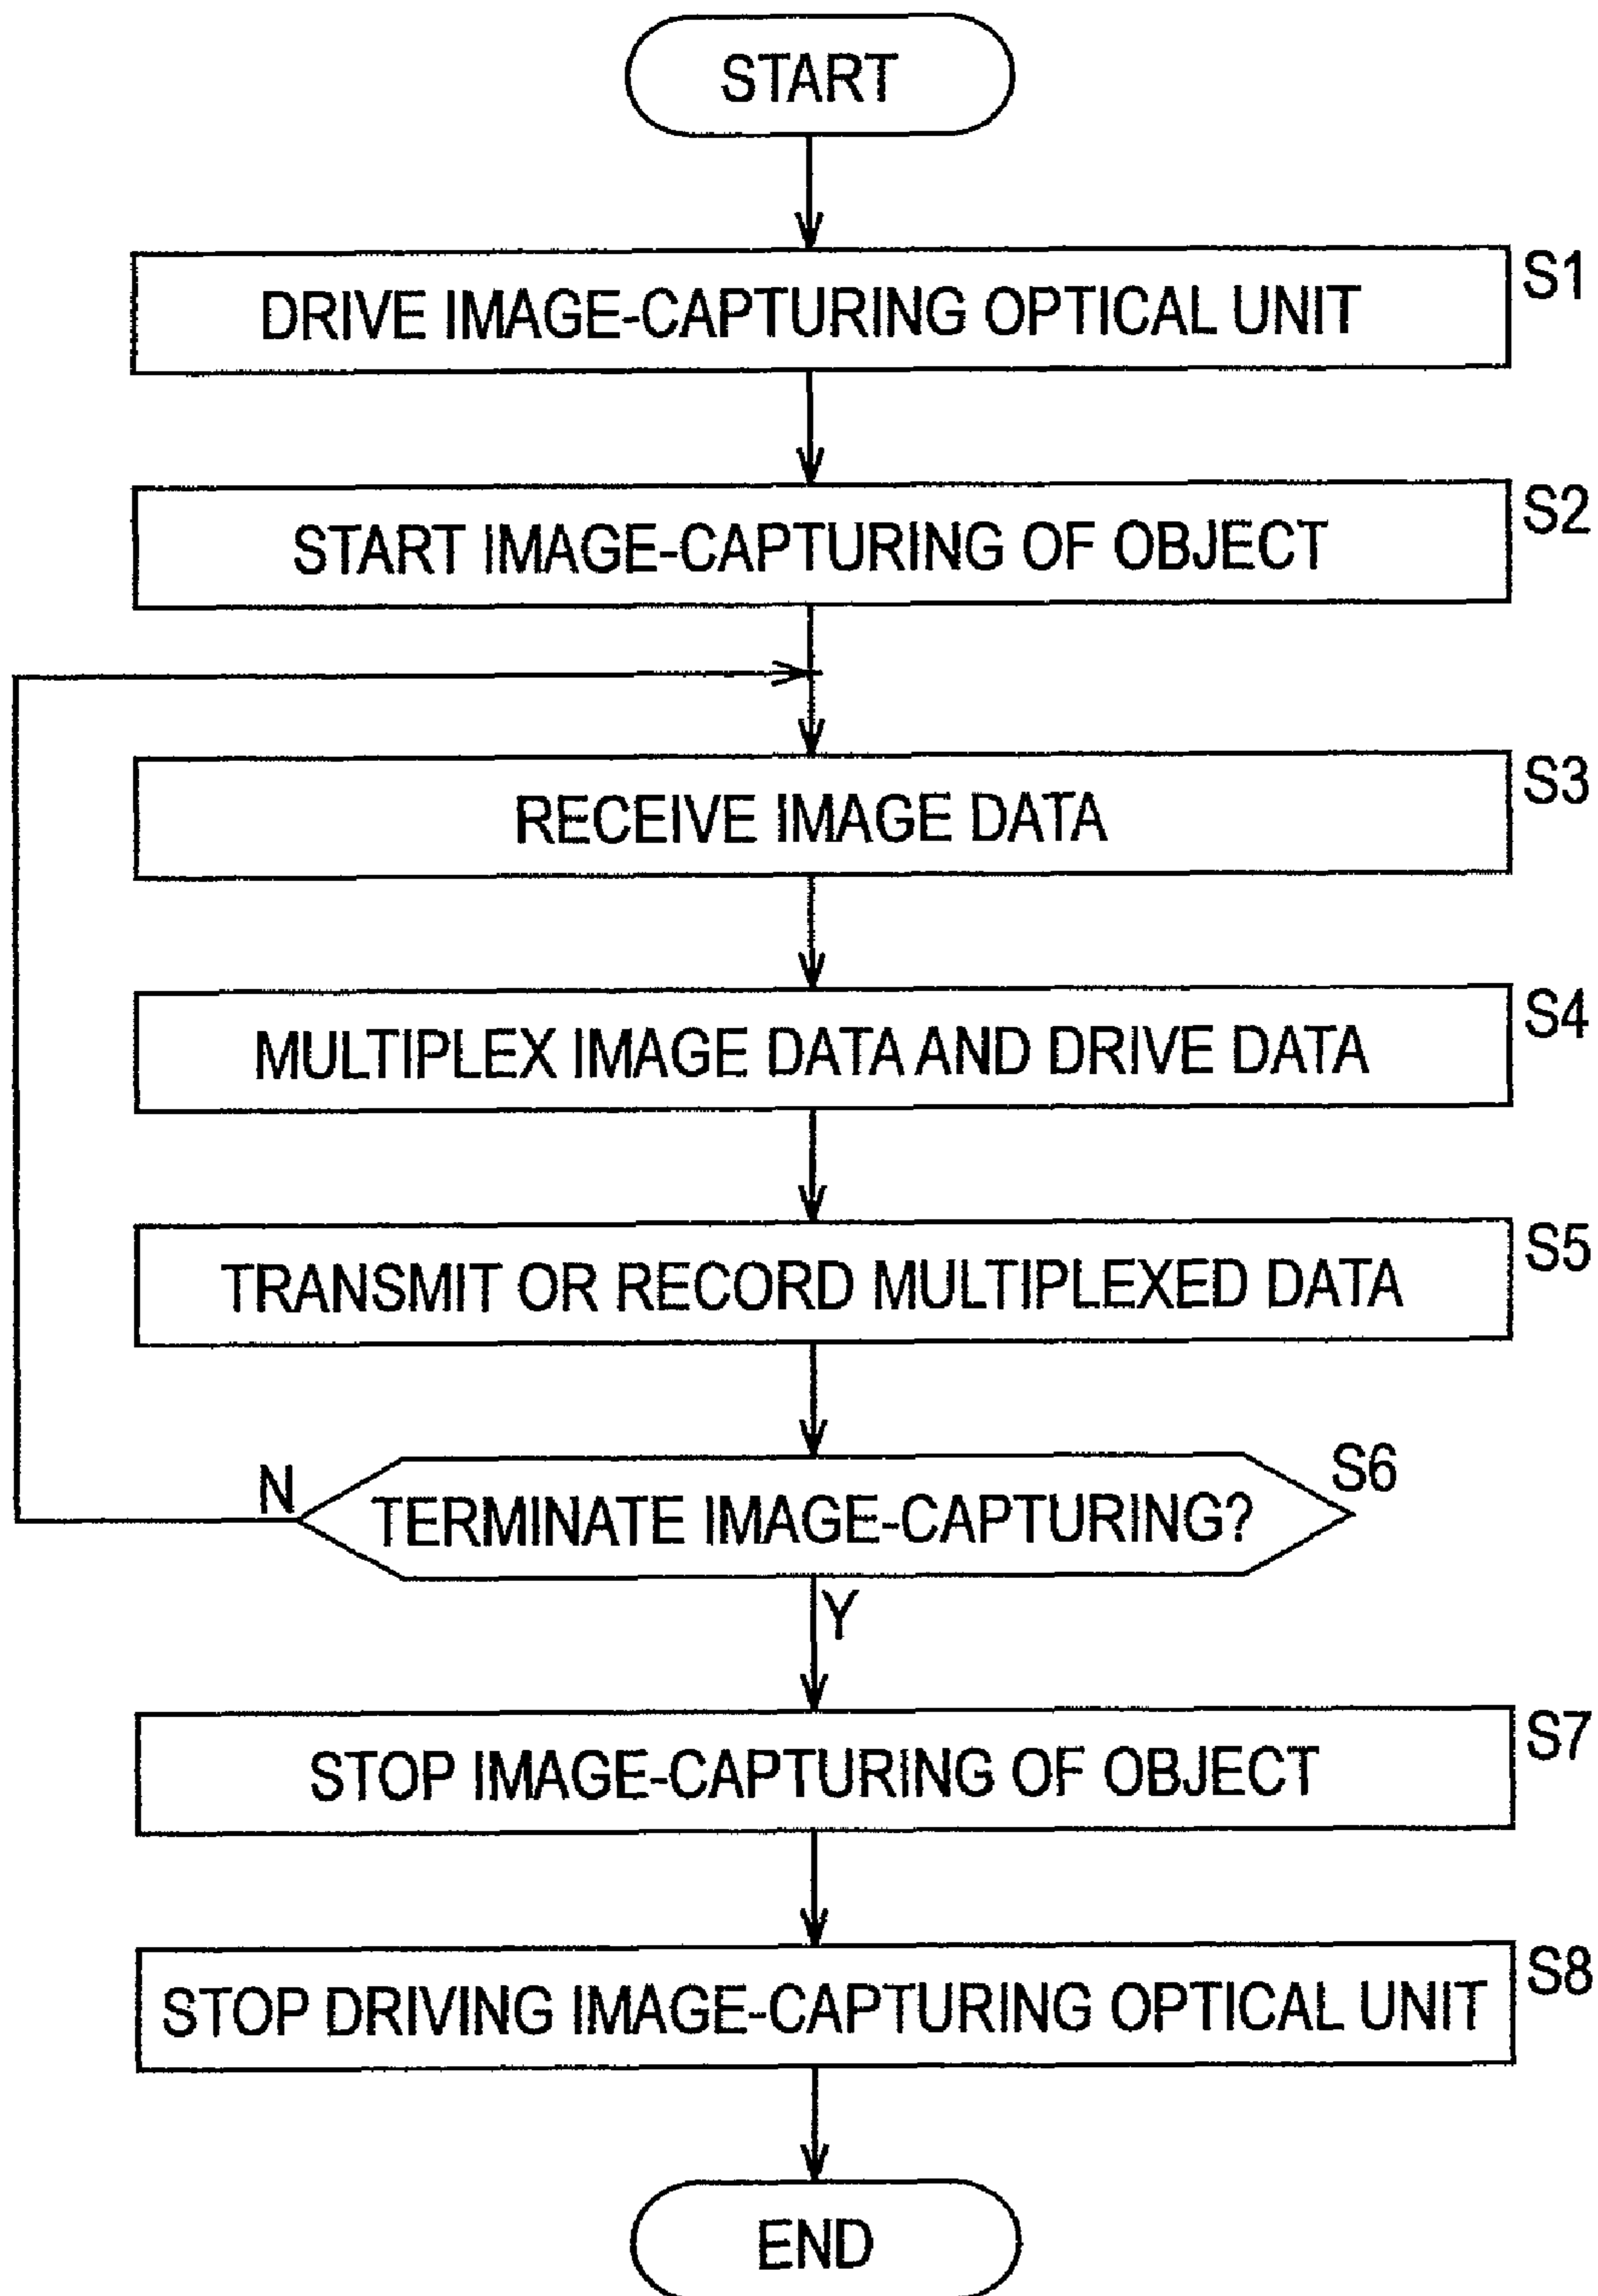 START
DRIVE IMAGE-CAPTURING OPTICAL UNIT
S1
START IMAGE-CAPTURING OF OBJECT
S2
RECEIVE IMAGE DATA
S3
MULTIPLEX IMAGE DATA AND DRIVE DATA
S4
TRANSMIT OR RECORD MULTIPLEXED DATA
S5
N
TERMINATE IMAGE-CAPTURING?
S6
Y
STOP IMAGE-CAPTURING OF OBJECT
S7
STOP DRIVING IMAGE-CAPTURING OPTICAL UNIT
S8
END